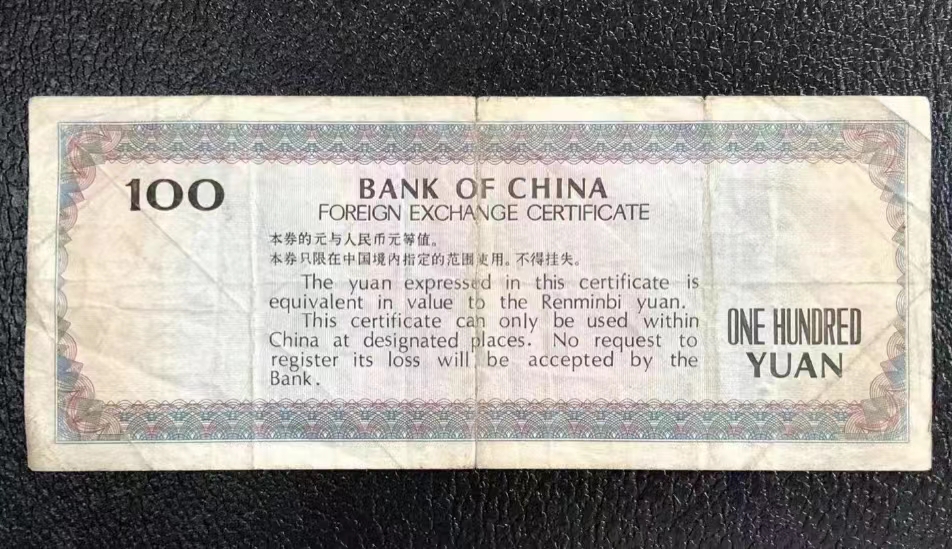 100
BANK OF CHINA
FOREIGN EXCHANGE CERTIFICATE
本券的元与人民币元等值。
本券只限在中国境内指定的范围使用。不得挂失。
The yuan expressed in this certificate is
equivalent in value to the Renminbi yuan.
This certificate can only be used within
China at designated places. No request to
register its loss will be accepted by the
Bank.
ONE HUNDRED
YUAN